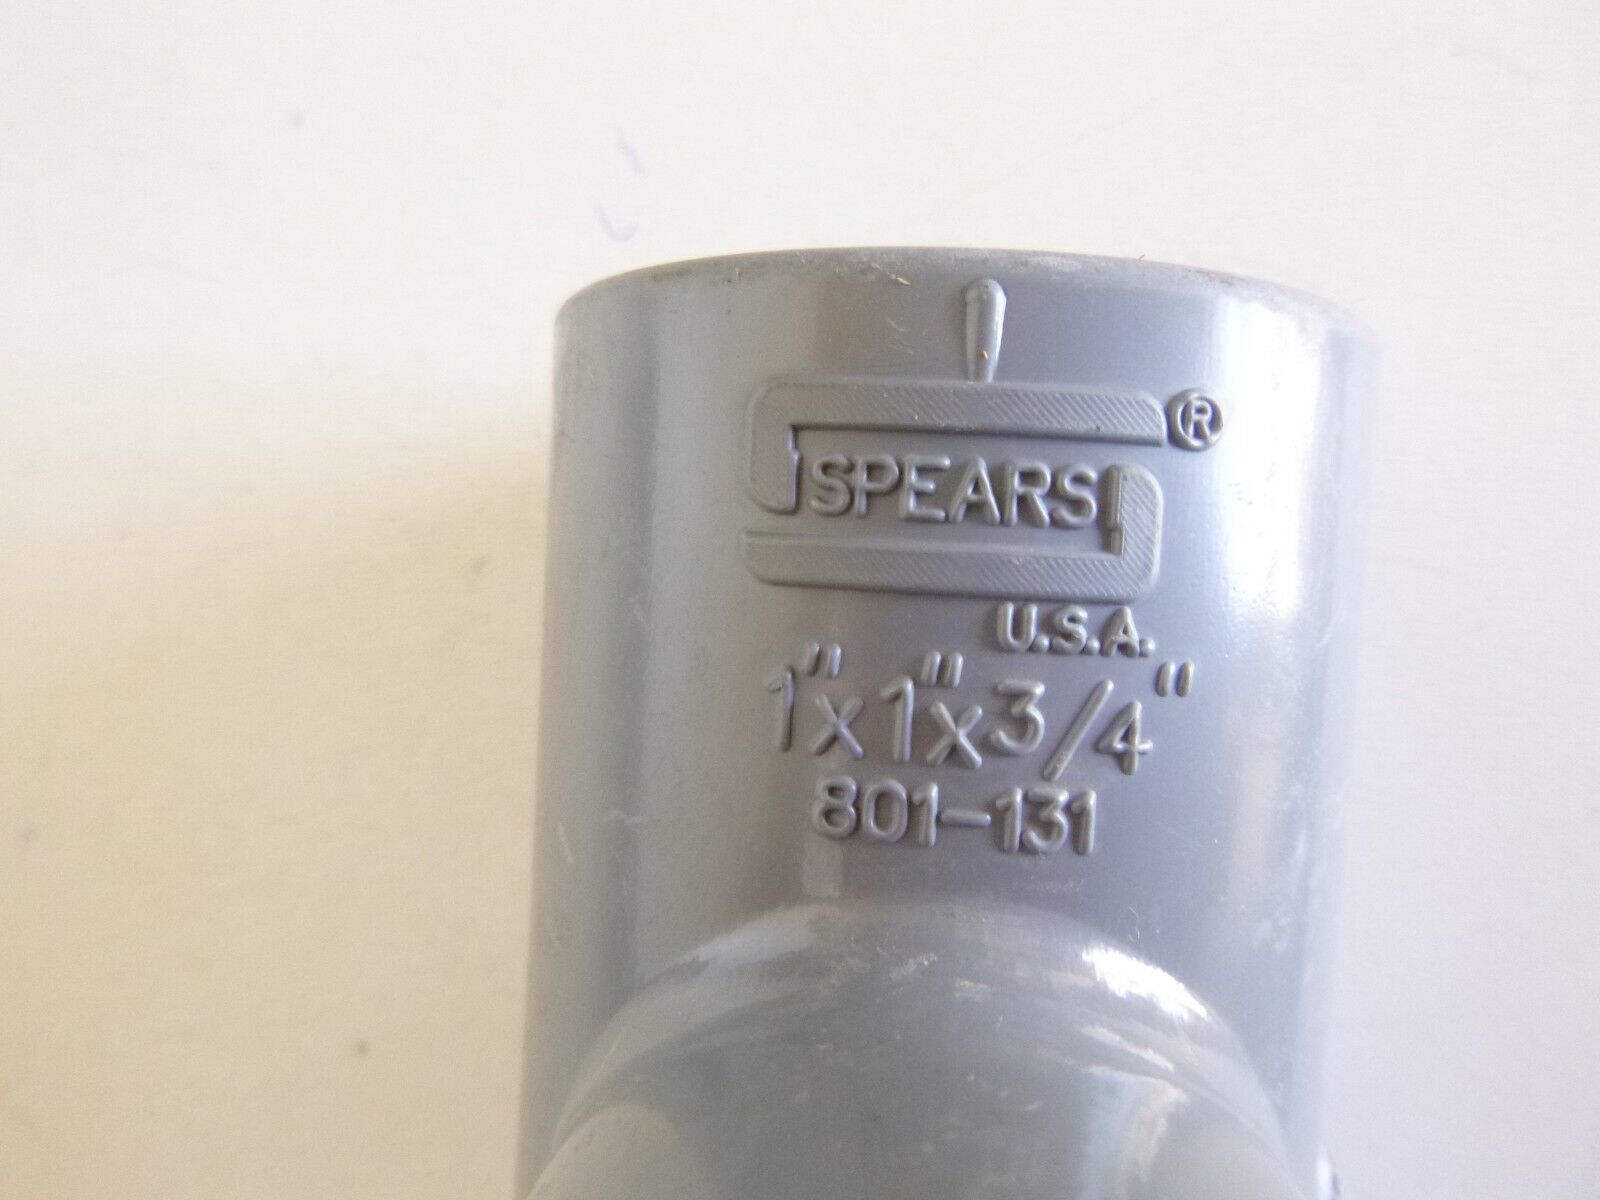 SPEARS®
U.S.A.
1"x1"x3/4"
801-131